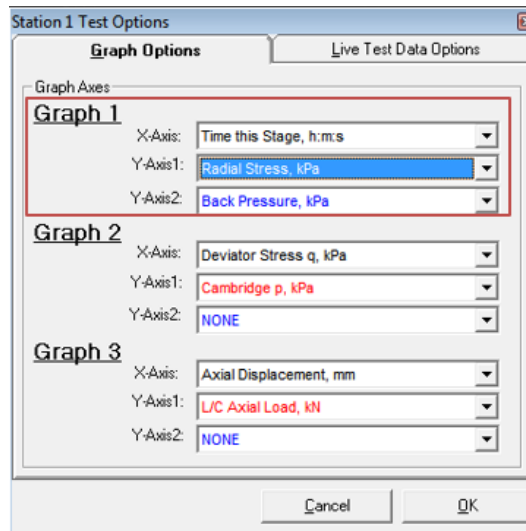 Station 1 Test Options
Graph Options Live Test Data Options
Graph Axes
Graph 1
X-Axis: Time this Stage, h:m:s
Y-Axis1: Radial Stress, kPa
Y-Axis2: Back Pressure, kPa
Graph 2
X-Axis: Deviator Stress q, kPa
Y-Axis1: Cambridge p, kPa
Y-Axis2: NONE
Graph 3
X-Axis: Axial Displacement, mm
Y-Axis1: L/C Axial Load, kN
Y-Axis2: NONE
Cancel OK